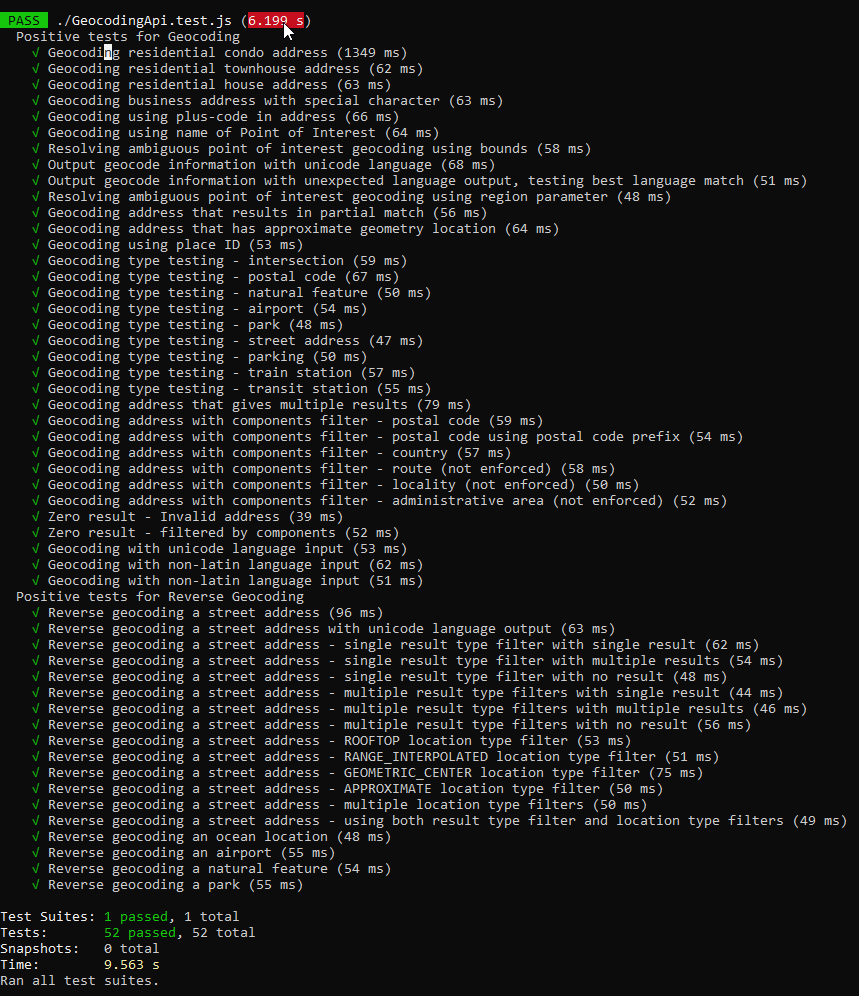 PASS ./GeocodingApi.test.js (6.199 s)
Positive tests for Geocoding
√ Geocoding residential condo address (1349 ms)
√ Geocoding residential townhouse address (62 ms)
√ Geocoding residential house address (63 ms)
√ Geocoding business address with special character (63 ms)
√ Geocoding using plus-code in address (66 ms)
√ Geocoding using name of Point of Interest (64 ms)
√ Resolving ambiguous point of interest geocoding using bounds (58 ms)
√ Output geocode information with unicode language (68 ms)
√ Output geocode information with unexpected language output, testing best language match (51 ms)
√ Resolving ambiguous point of interest geocoding using region parameter (48 ms)
√ Geocoding address that results in partial match (56 ms)
√ Geocoding address that has approximate geometry location (64 ms)
√ Geocoding using place ID (53 ms)
√ Geocoding type testing - intersection (59 ms)
√ Geocoding type testing - postal code (67 ms)
√ Geocoding type testing - natural feature (50 ms)
√ Geocoding type testing - airport (54 ms)
√ Geocoding type testing - park (48 ms)
√ Geocoding type testing - street address (47 ms)
√ Geocoding type testing - parking (50 ms)
√ Geocoding type testing - train station (57 ms)
√ Geocoding type testing - transit station (55 ms)
√ Geocoding address that gives multiple results (79 ms)
√ Geocoding address with components filter - postal code (59 ms)
√ Geocoding address with components filter - postal code using postal code prefix (54 ms)
√ Geocoding address with components filter - country (57 ms)
√ Geocoding address with components filter - route (not enforced) (58 ms)
√ Geocoding address with components filter - locality (not enforced) (50 ms)
√ Geocoding address with components filter - administrative area (not enforced) (52 ms)
√ Zero result - Invalid address (39 ms)
√ Zero result - filtered by components (52 ms)
√ Geocoding with unicode language input (53 ms)
√ Geocoding with non-latin language input (62 ms)
√ Geocoding with non-latin language input (51 ms)
Positive tests for Reverse Geocoding
√ Reverse geocoding a street address (96 ms)
√ Reverse geocoding a street address with unicode language output (63 ms)
√ Reverse geocoding a street address - single result type filter with single result (62 ms)
√ Reverse geocoding a street address - single result type filter with multiple results (54 ms)
√ Reverse geocoding a street address - single result type filter with no result (48 ms)
√ Reverse geocoding a street address - multiple result type filters with single result (44 ms)
√ Reverse geocoding a street address - multiple result type filters with multiple results (46 ms)
√ Reverse geocoding a street address - multiple result type filters with no result (56 ms)
√ Reverse geocoding a street address - ROOFTOP location type filter (53 ms)
√ Reverse geocoding a street address - RANGE_INTERPOLATED location type filter (51 ms)
√ Reverse geocoding a street address - GEOMETRIC_CENTER location type filter (75 ms)
√ Reverse geocoding a street address - APPROXIMATE location type filter (50 ms)
√ Reverse geocoding a street address - multiple location type filters (50 ms)
√ Reverse geocoding a street address - using both result type filter and location type filters (49 ms)
√ Reverse geocoding an ocean location (48 ms)
√ Reverse geocoding an airport (55 ms)
√ Reverse geocoding a natural feature (54 ms)
√ Reverse geocoding a park (55 ms)
Test Suites: 1 passed, 1 total
Tests: 52 passed, 52 total
Snapshots: 0 total
Time: 9.563 s
Ran all test suites.